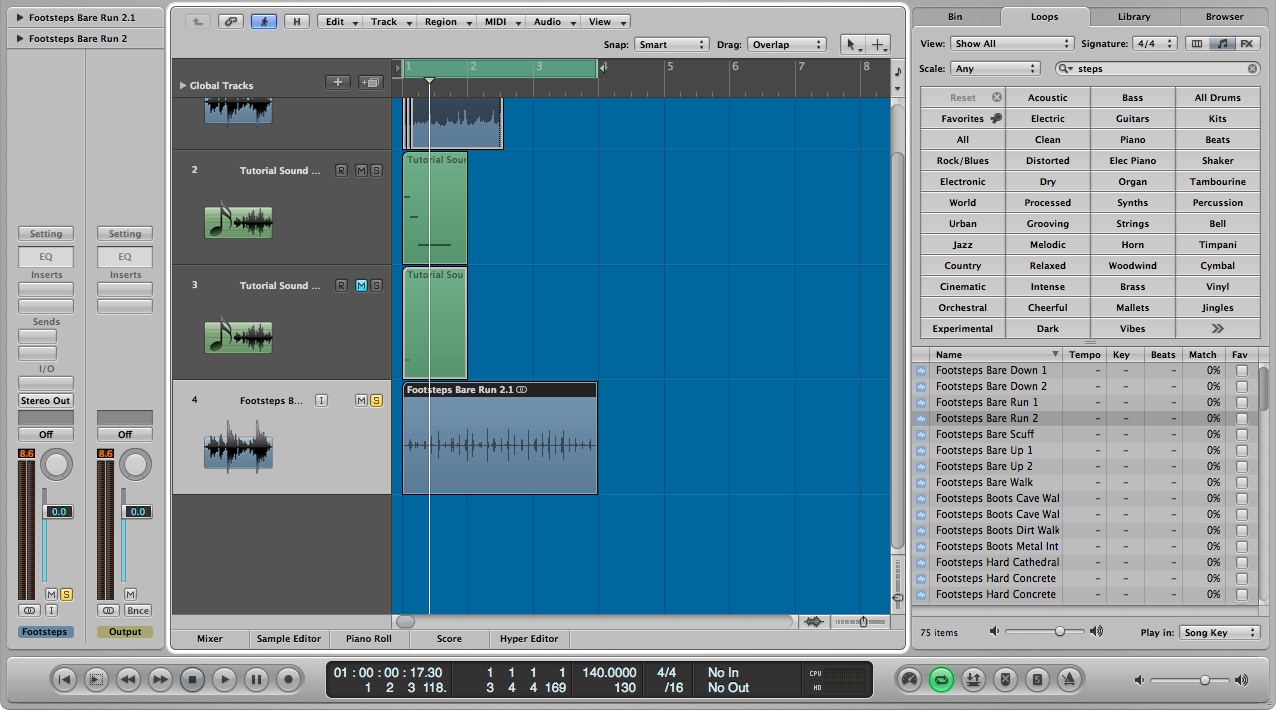 Footsteps Bare Run 2.1
Footsteps Bare Run 2
Setting Setting
EQ EQ
Inserts Inserts
Sends
I/O
Stereo Out
Off Off
8.6 8.6
0.0 0.0
M S M
I Bnce
Footsteps Output
H Edit Track Region MIDI Audio View
Snap: Smart Drag: Overlap
Global Tracks
1 2 3 4 5 6 7 8
2 Tutorial Sound ... R M S
Tutorial Soun
3 Tutorial Sound ... R M S
Tutorial Sou
4 Footsteps B... I M S
Footsteps Bare Run 2.1
Mixer Sample Editor Piano Roll Score Hyper Editor
Bin Loops Library Browser
View: Show All Signature: 4/4 FX
Scale: Any steps
Reset Acoustic Bass All Drums
Favorites Electric Guitars Kits
All Clean Piano Beats
Rock/Blues Distorted Elec Piano Shaker
Electronic Dry Organ Tambourine
World Processed Synths Percussion
Urban Grooving Strings Bell
Jazz Melodic Horn Timpani
Country Relaxed Woodwind Cymbal
Cinematic Intense Brass Vinyl
Orchestral Cheerful Mallets Jingles
Experimental Dark Vibes
Name Tempo Key Beats Match Fav
Footsteps Bare Down 1 - - - 0%
Footsteps Bare Down 2 - - - 0%
Footsteps Bare Run 1 - - - 0%
Footsteps Bare Run 2 - - - 0%
Footsteps Bare Scuff - - - 0%
Footsteps Bare Up 1 - - - 0%
Footsteps Bare Up 2 - - - 0%
Footsteps Bare Walk - - - 0%
Footsteps Boots Cave Wal - - - 0%
Footsteps Boots Cave Wal - - - 0%
Footsteps Boots Dirt Walk - - - 0%
Footsteps Boots Metal Int - - - 0%
Footsteps Hard Cathedral - - - 0%
Footsteps Hard Concrete - - - 0%
Footsteps Hard Concrete - - - 0%
75 items Play in: Song Key
01 : 00 : 00 : 17.30 1 1 1 1 140.0000 4/4 No In CPU
1 2 3 118. 3 4 4 169 130 /16 No Out HD
S